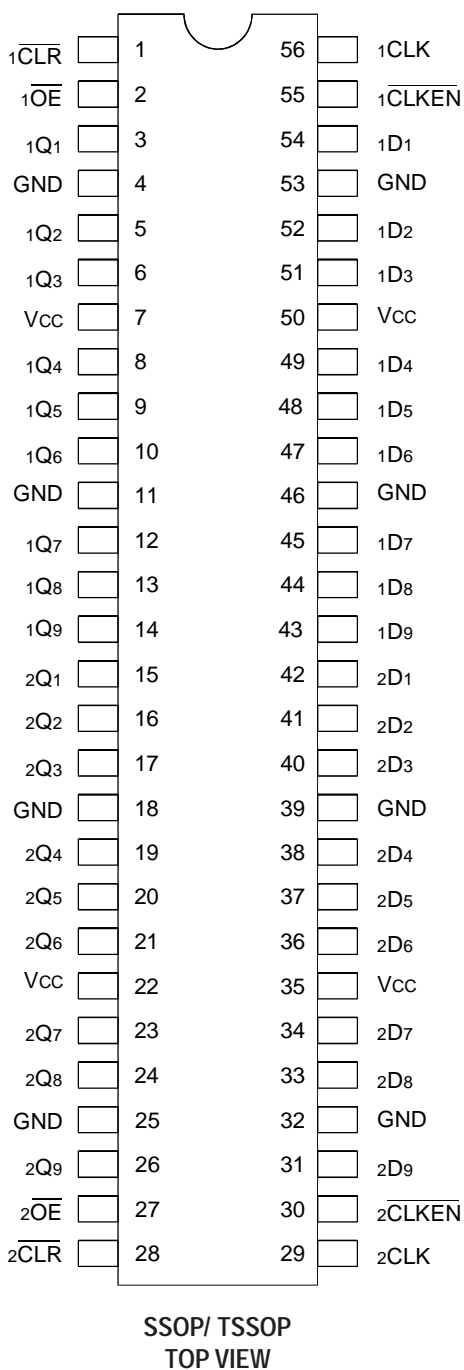 1CLR 1 56 1CLK
1OE 2 55 1CLKEN
1Q1 3 54 1D1
GND 4 53 GND
1Q2 5 52 1D2
1Q3 6 51 1D3
VCC 7 50 VCC
1Q4 8 49 1D4
1Q5 9 48 1D5
1Q6 10 47 1D6
GND 11 46 GND
1Q7 12 45 1D7
1Q8 13 44 1D8
1Q9 14 43 1D9
2Q1 15 42 2D1
2Q2 16 41 2D2
2Q3 17 40 2D3
GND 18 39 GND
2Q4 19 38 2D4
2Q5 20 37 2D5
2Q6 21 36 2D6
VCC 22 35 VCC
2Q7 23 34 2D7
2Q8 24 33 2D8
GND 25 32 GND
2Q9 26 31 2D9
2OE 27 30 2CLKEN
2CLR 28 29 2CLK
SSOP/ TSSOP
TOP VIEW